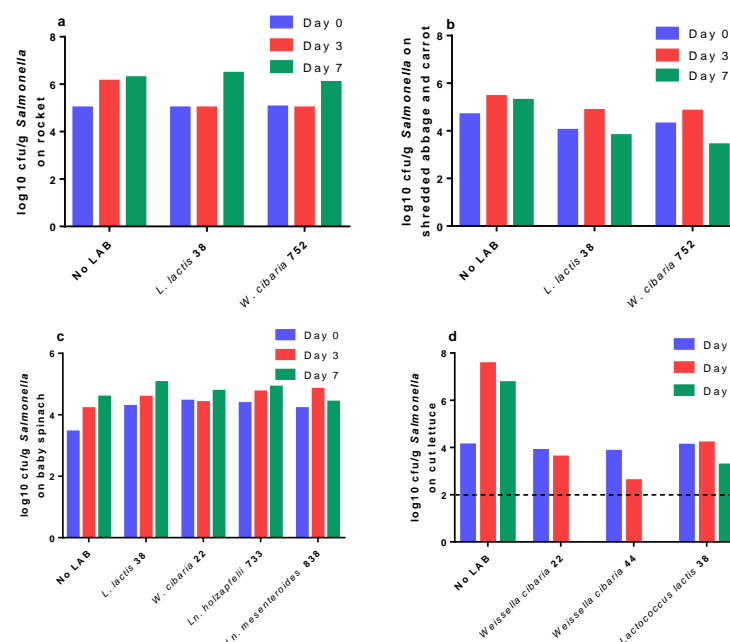 a
Day 0
Day 3
Day 7
log10 cfu/g Salmonella
on rocket
8
6
4
2
0
No LAB
L. lactis 38
W. cibaria 752
b
Day 0
Day 3
Day 7
log10 cfu/g Salmonella on
shredded abbage and carrot
8
6
4
2
0
No LAB
L. lactis 38
W. cibaria 752
c
Day 0
Day 3
Day 7
log10 cfu/g Salmonella
on baby spinach
6
4
2
0
No LAB
L. lactis 38
W. cibaria 22
Ln. holzapfelii 733
Ln. mesenteroides 838
d
Day
Day
Day
log10 cfu/g Salmonella
on cut lettuce
8
6
4
2
0
No LAB
Weissella cibaria 22
Weissella cibaria 44
Lactococcus lactis 38